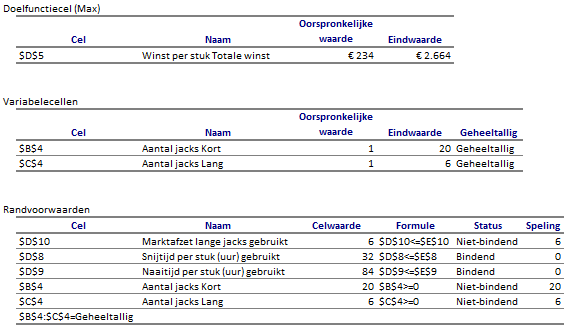 Doelfunctiecel (Max)
Cel Naam Oorspronkelijke waarde Eindwaarde
$D$5 Winst per stuk Totale winst € 234 € 2.664
Variabelecellen
Cel Naam Oorspronkelijke waarde Eindwaarde Geheeltallig
$B$4 Aantal jacks Kort 1 20 Geheeltallig
$C$4 Aantal jacks Lang 1 6 Geheeltallig
Randvoorwaarden
Cel Naam Celwaarde Formule Status Speling
$D$10 Marktafzet lange jacks gebruikt 6 $D$10<=$E$10 Niet-bindend 6
$D$8 Snijtijd per stuk (uur) gebruikt 32 $D$8<=$E$8 Bindend 0
$D$9 Naaitijd per stuk (uur) gebruikt 84 $D$9<=$E$9 Bindend 0
$B$4 Aantal jacks Kort 20 $B$4>=0 Niet-bindend 20
$C$4 Aantal jacks Lang 6 $C$4>=0 Niet-bindend 6
$B$4:$C$4=Geheeltallig